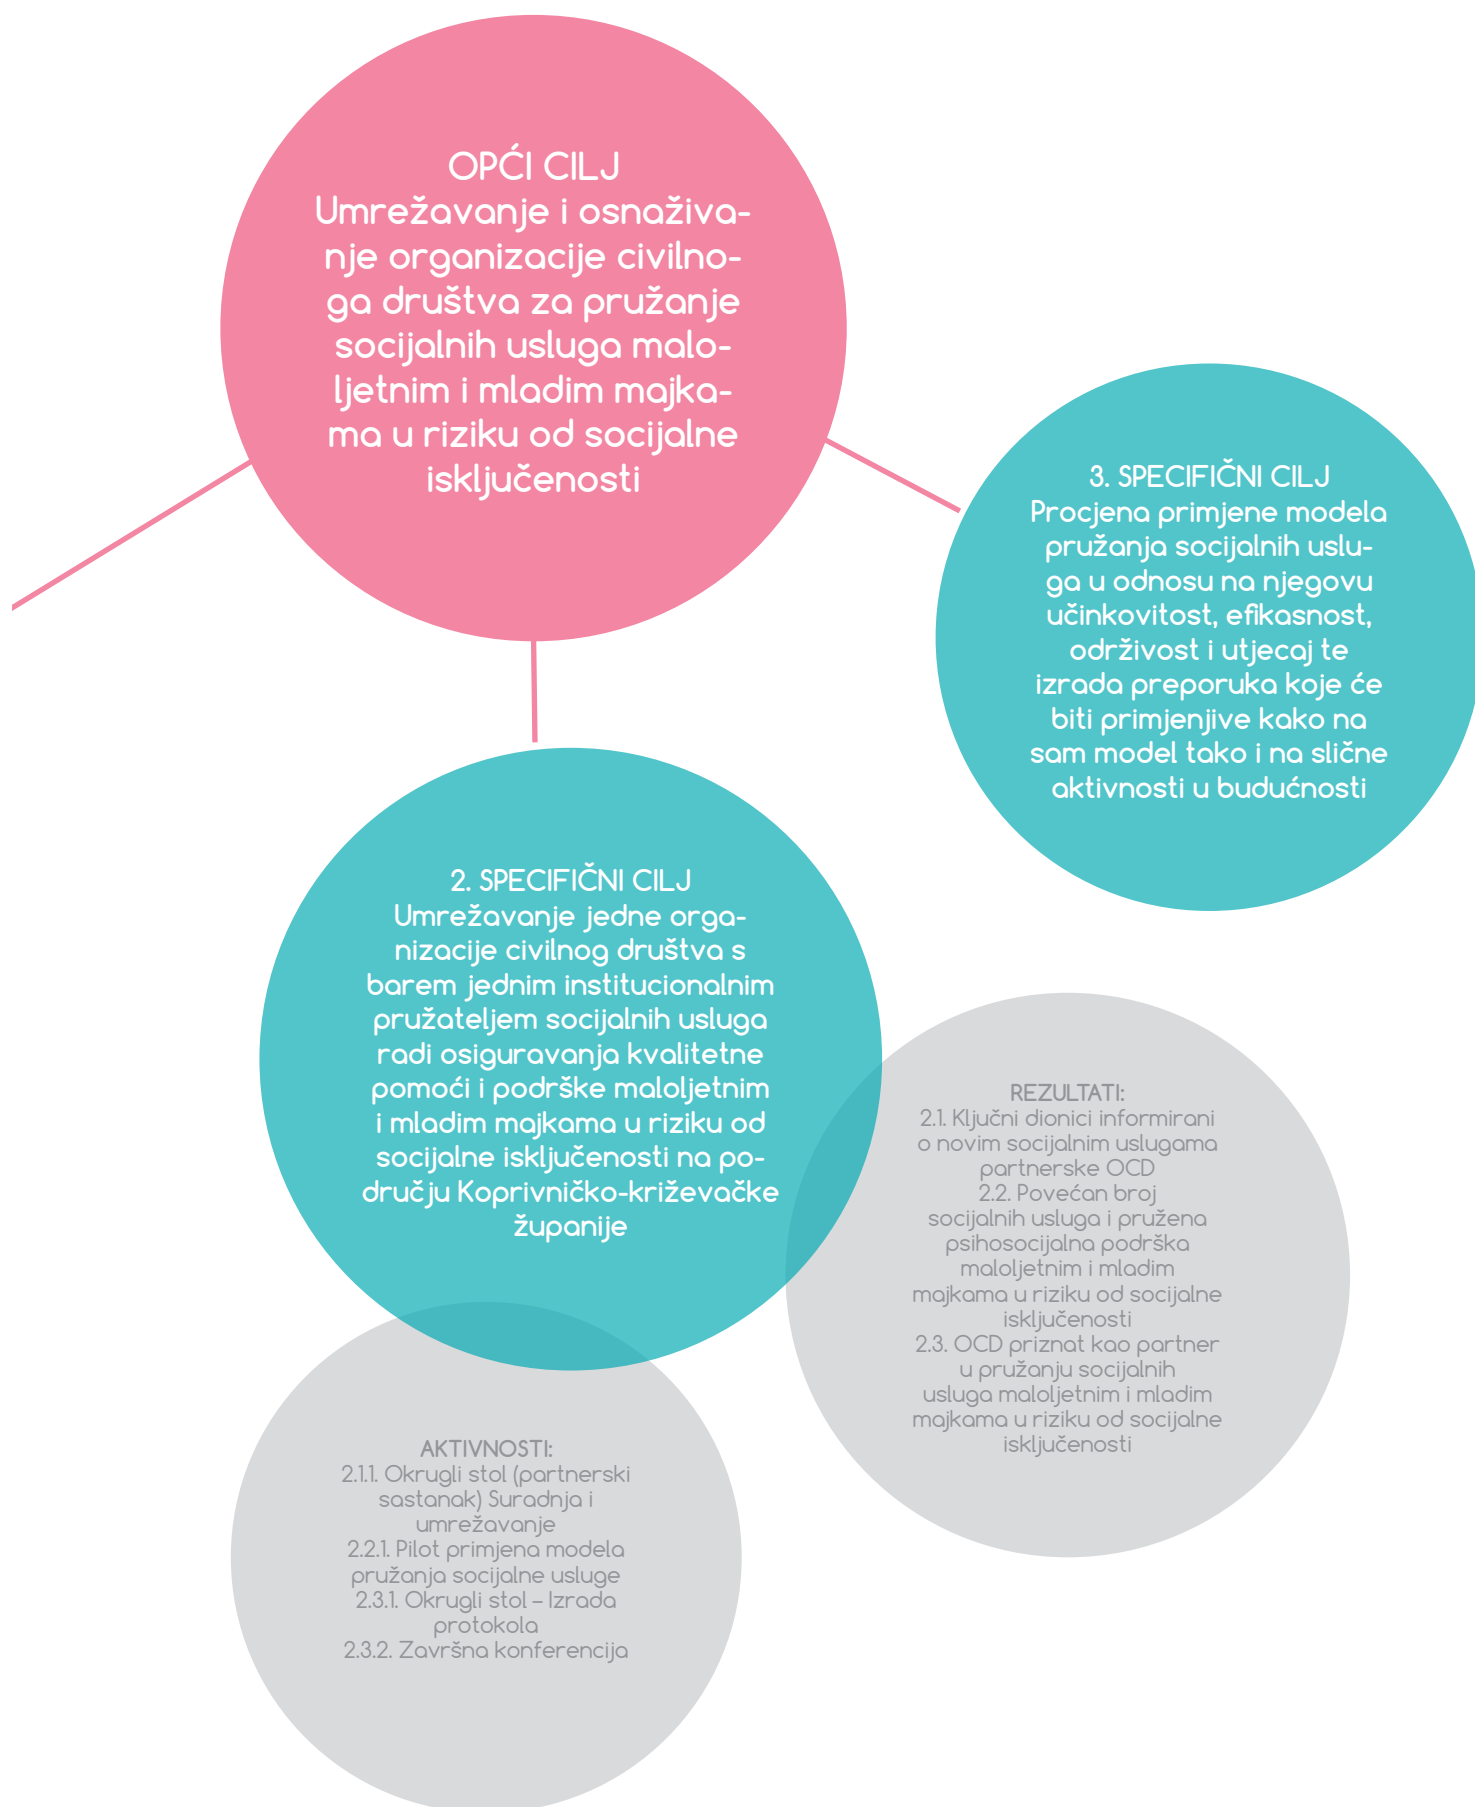 OPĆI CILJ
Umrežavanje i osnaživa-
nje organizacije civilno-
ga društva za pružanje
socijalnih usluga malo-
ljetnim i mladim majka-
ma u riziku od socijalne
isključenosti
3. SPECIFIČNI CILJ
Procjena primjene modela
pružanja socijalnih uslu-
ga u odnosu na njegovu
učinkovitost, efikasnost,
održivost i utjecaj te
izrada preporuka koje će
biti primjenjive kako na
sam model tako i na slične
aktivnosti u budućnosti
2. SPECIFIČNI CILJ
Umrežavanje jedne orga-
nizacije civilnog društva s
barem jednim institucionalnim
pružateljem socijalnih usluga
radi osiguravanja kvalitetne
pomoći i podrške maloljetnim
i mladim majkama u riziku od
socijalne isključenosti na po-
dručju Koprivničko-križevačke
županije
REZULTATI:
2.1. Ključni dionici informirani
o novim socijalnim uslugama
partnerske OCD
2.2. Povećan broj
socijalnih usluga i pružena
psihosocijalna podrška
maloljetnim i mladim
majkama u riziku od socijalne
isključenosti
2.3. OCD priznat kao partner
u pružanju socijalnih
usluga maloljetnim i mladim
majkama u riziku od socijalne
isključenosti
AKTIVNOSTI:
2.1.1. Okrugli stol (partnerski
sastanak) Suradnja i
umrežavanje
2.2.1. Pilot primjena modela
pružanja socijalne usluge
2.3.1. Okrugli stol – Izrada
protokola
2.3.2. Završna konferencija